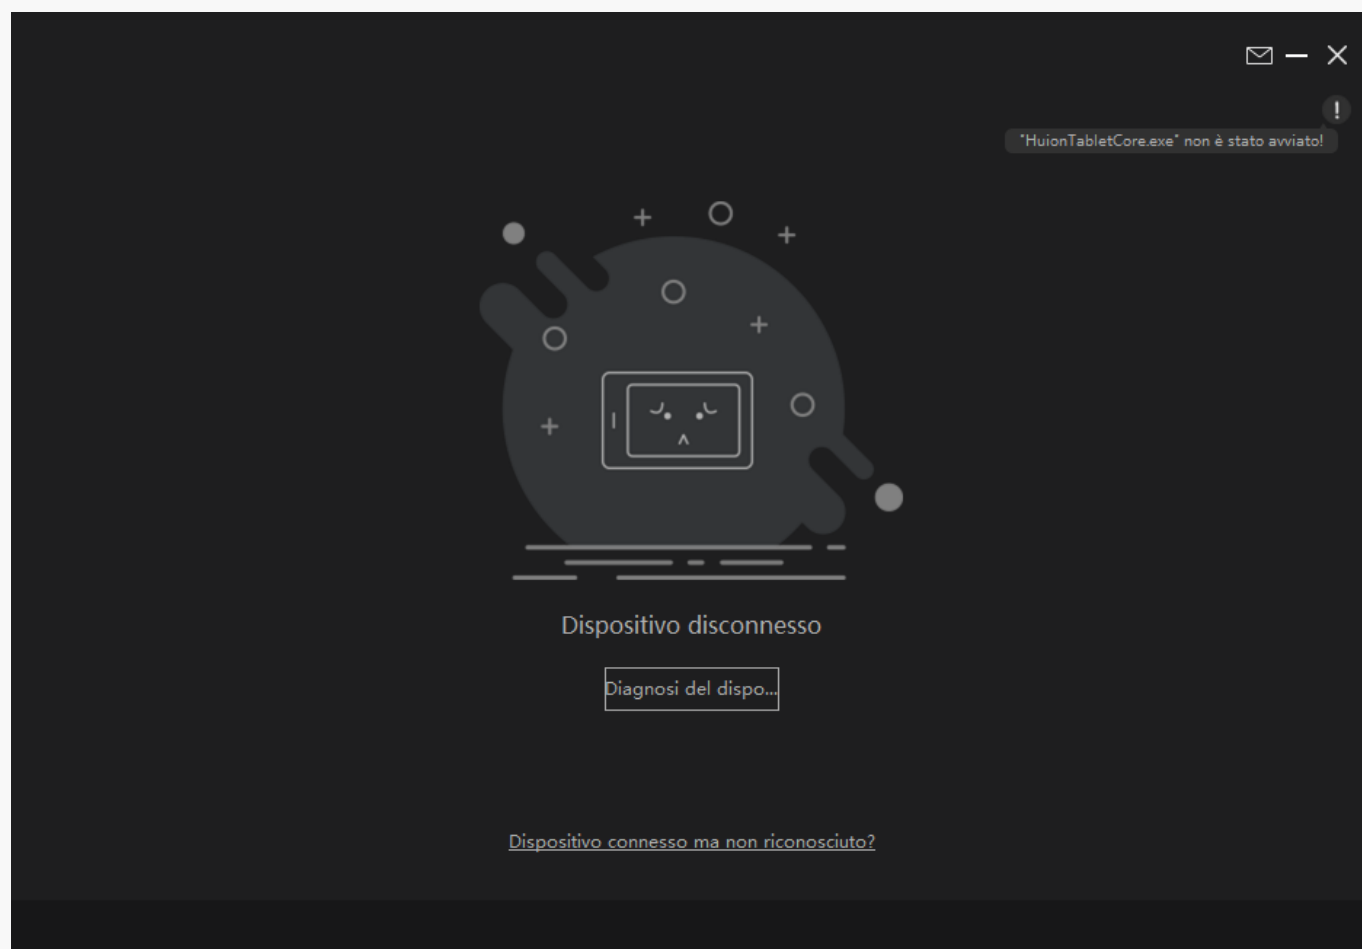 "HuionTabletCore.exe" non è stato avviato!
Dispositivo disconnesso
Diagnosi del dispo...
Dispositivo connesso ma non riconosciuto?